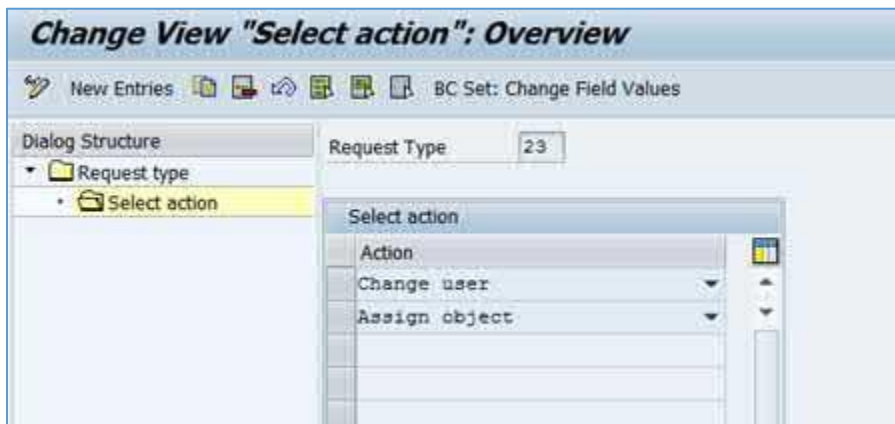 Change View "Select action": Overview
New Entries BC Set: Change Field Values
Dialog Structure
Request type
Select action
Request Type 23
Select action
Action
Change user
Assign object